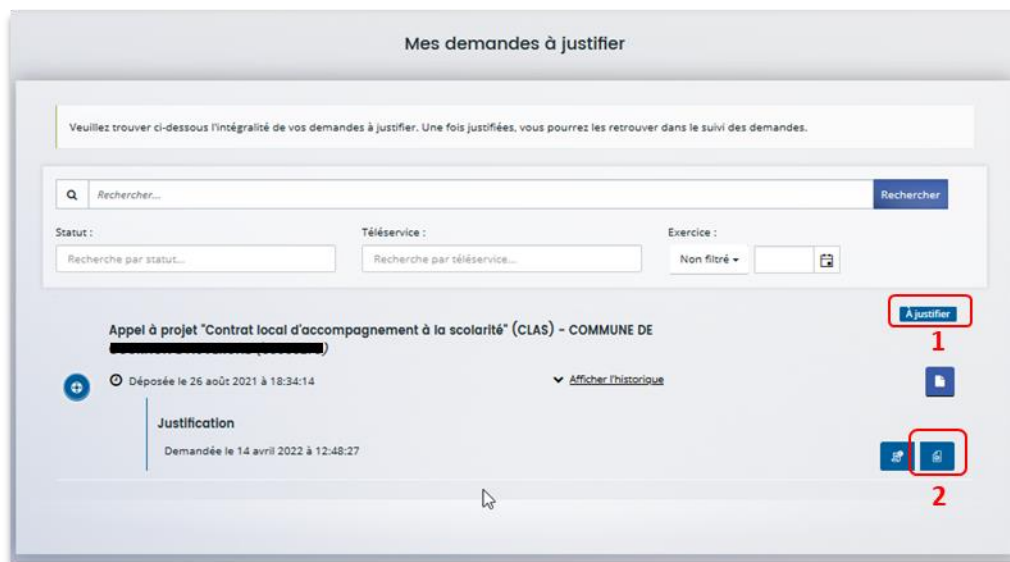 Mes demandes à justifier
Veuillez trouver ci-dessous l'intégralité de vos demandes à justifier. Une fois justifiées, vous pourrez les retrouver dans le suivi des demandes.
Rechercher...
Rechercher
Statut :
Téléservice :
Exercice :
Recherche par statut...
Recherche par téléservice...
Non filtré
À justifier
1
Appel à projet "Contrat local d'accompagnement à la scolarité" (CLAS) - COMMUNE DE
Déposée le 26 août 2021 à 18:34:14
Afficher l'historique
Justification
Demandée le 14 avril 2022 à 12:48:27
2